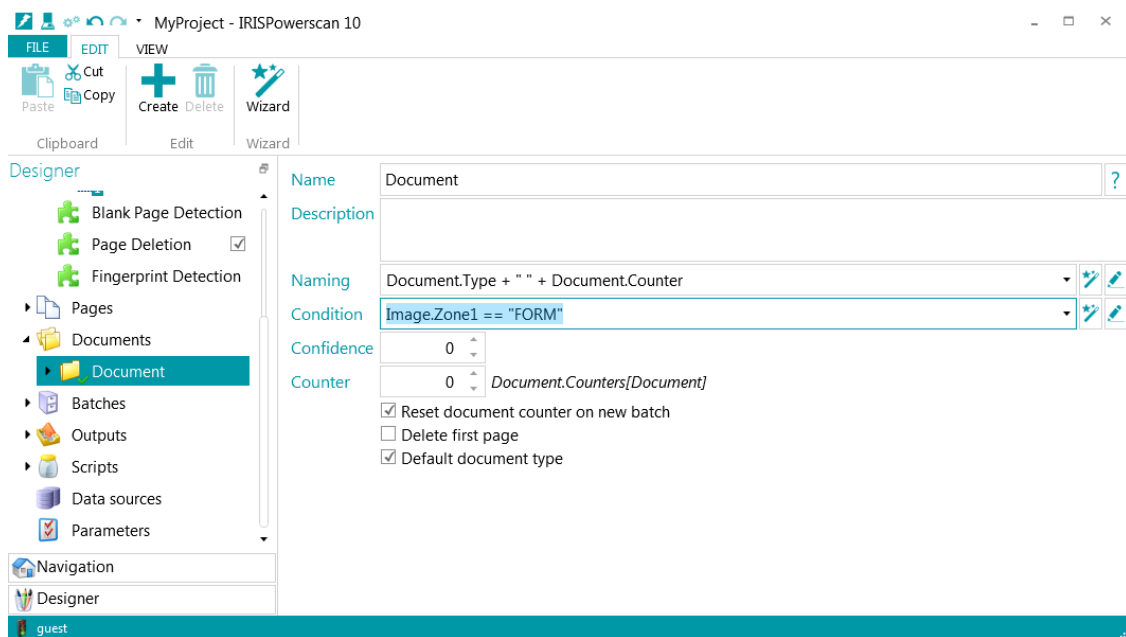 MyProject - IRISPowerscan 10
FILE EDIT VIEW
Paste
Cut
Copy
Create Delete
Wizard
Clipboard Edit Wizard
Designer
Blank Page Detection
Page Deletion
Fingerprint Detection
Pages
Documents
Document
Batches
Outputs
Scripts
Data sources
Parameters
Navigation
Designer
Name Document ?
Description
Naming Document.Type + " " + Document.Counter
Condition Image.Zone1 == "FORM"
Confidence 0
Counter 0 Document.Counters[Document]
Reset document counter on new batch
Delete first page
Default document type
guest